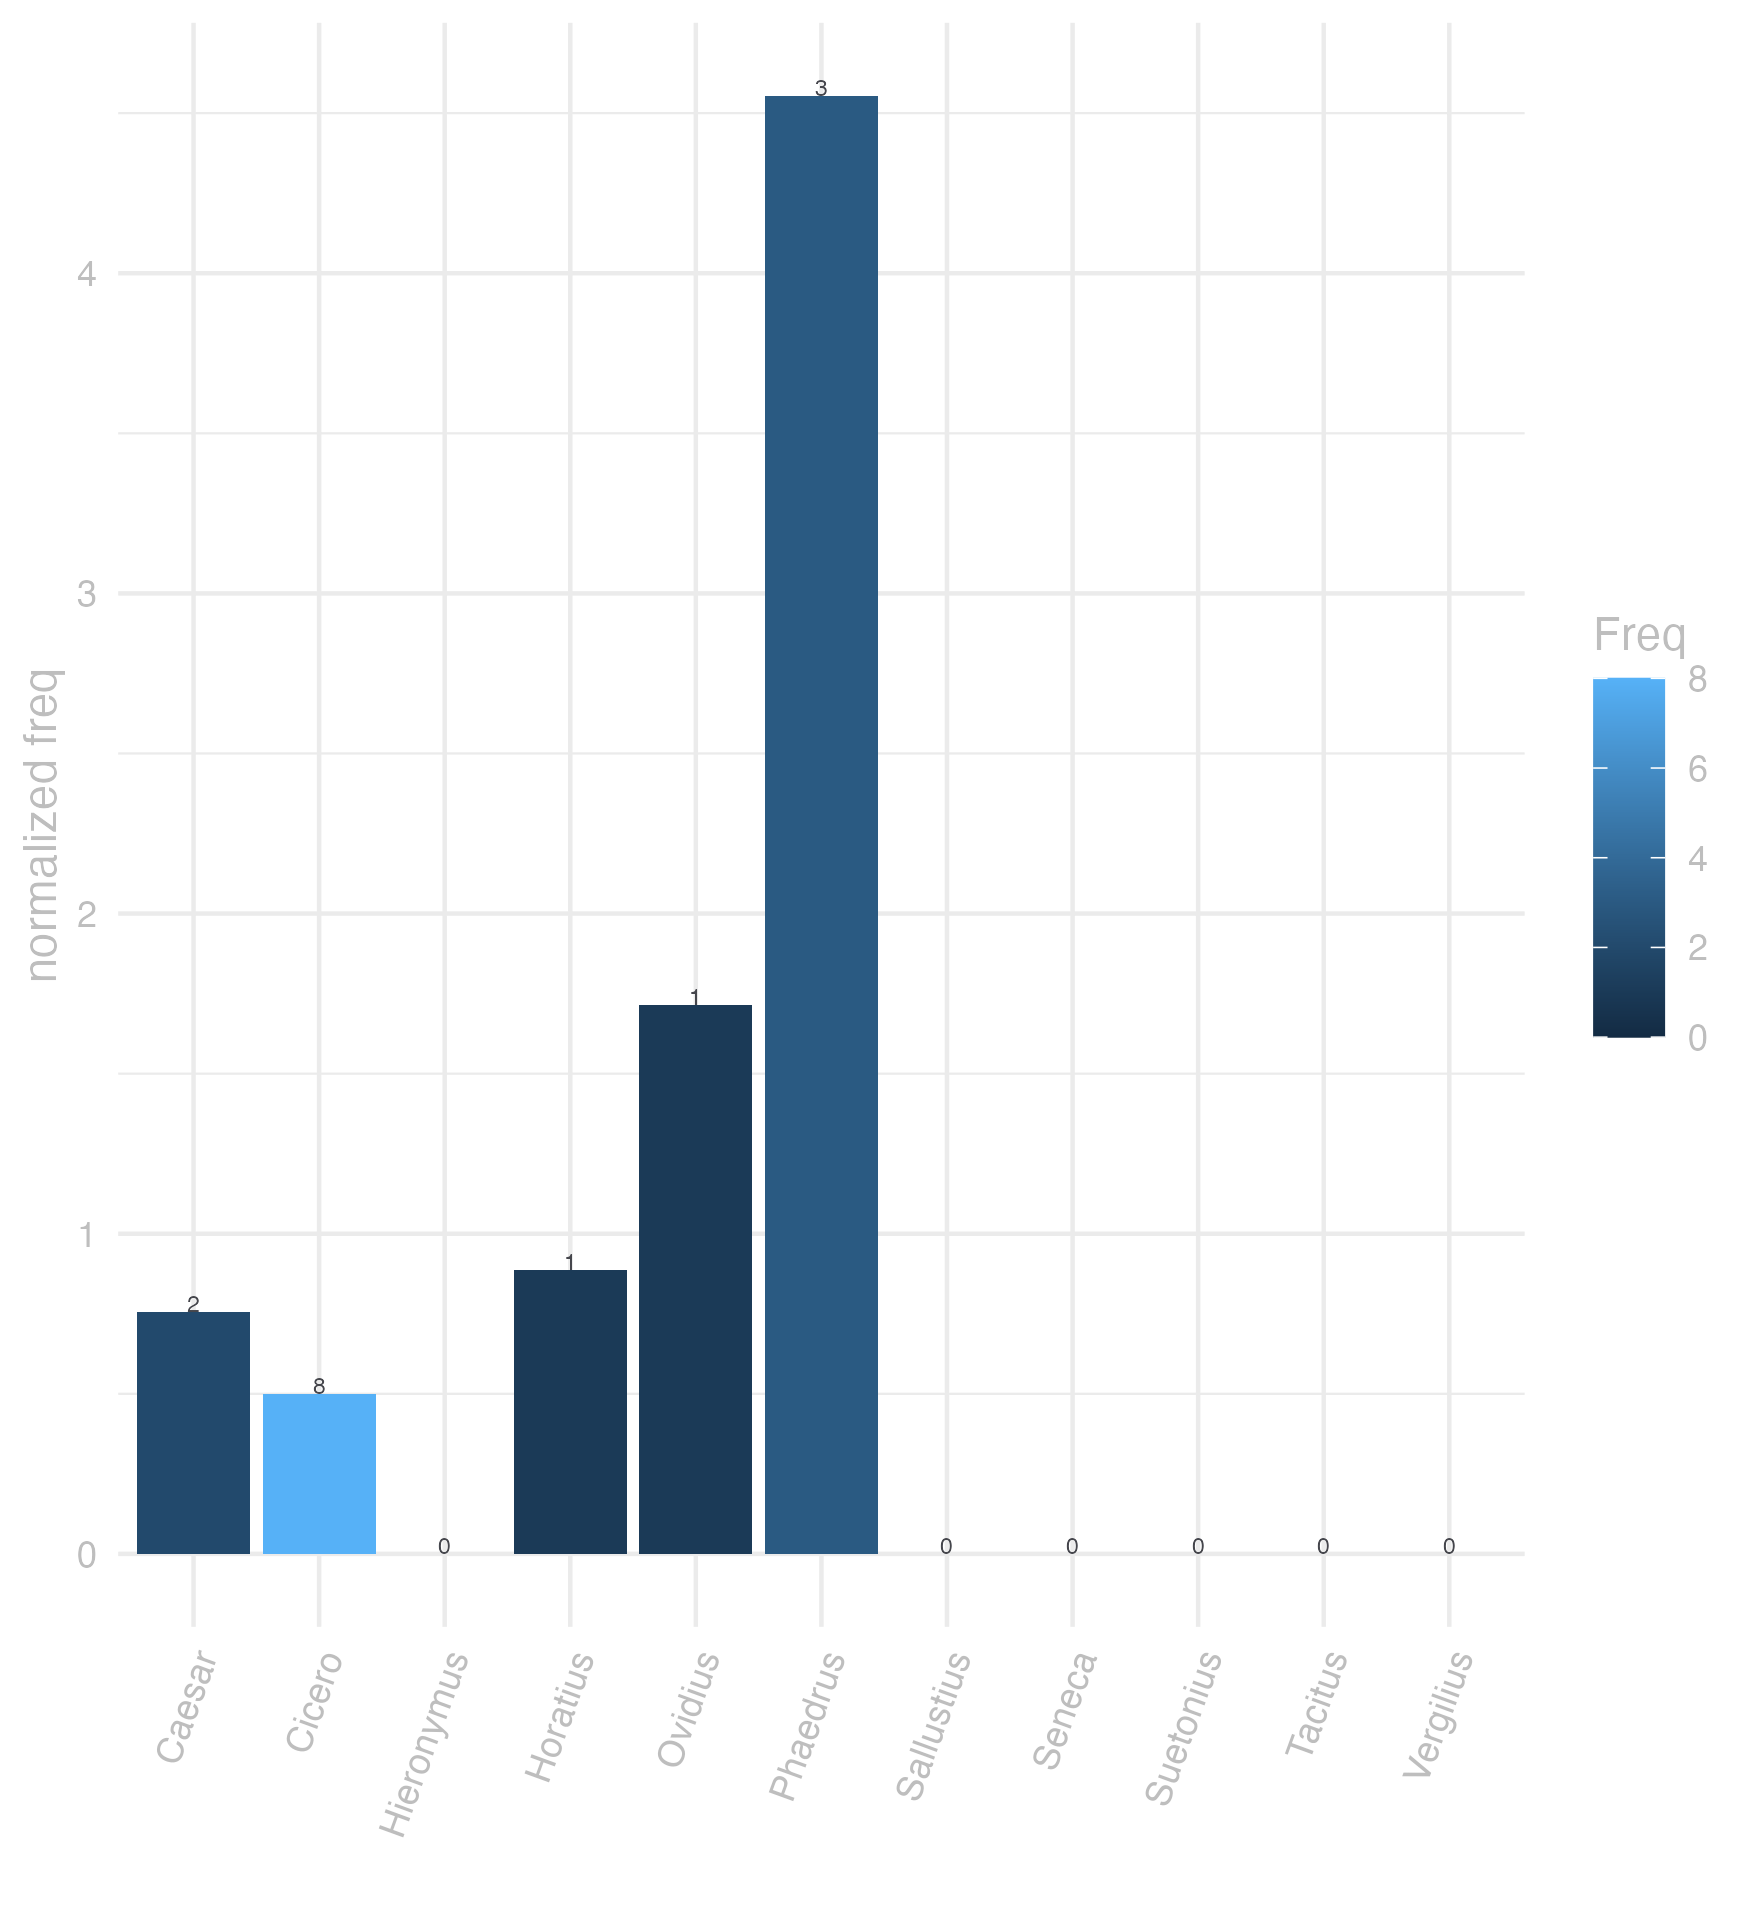 3
4
3
2
1
0
normalized freq
1
1
2
8
0
0
0
0
0
0
Caesar
Cicero
Hieronymus
Horatius
Ovidius
Phaedrus
Sallustius
Seneca
Suetonius
Tacitus
Vergilius
Freq
8
6
4
2
0